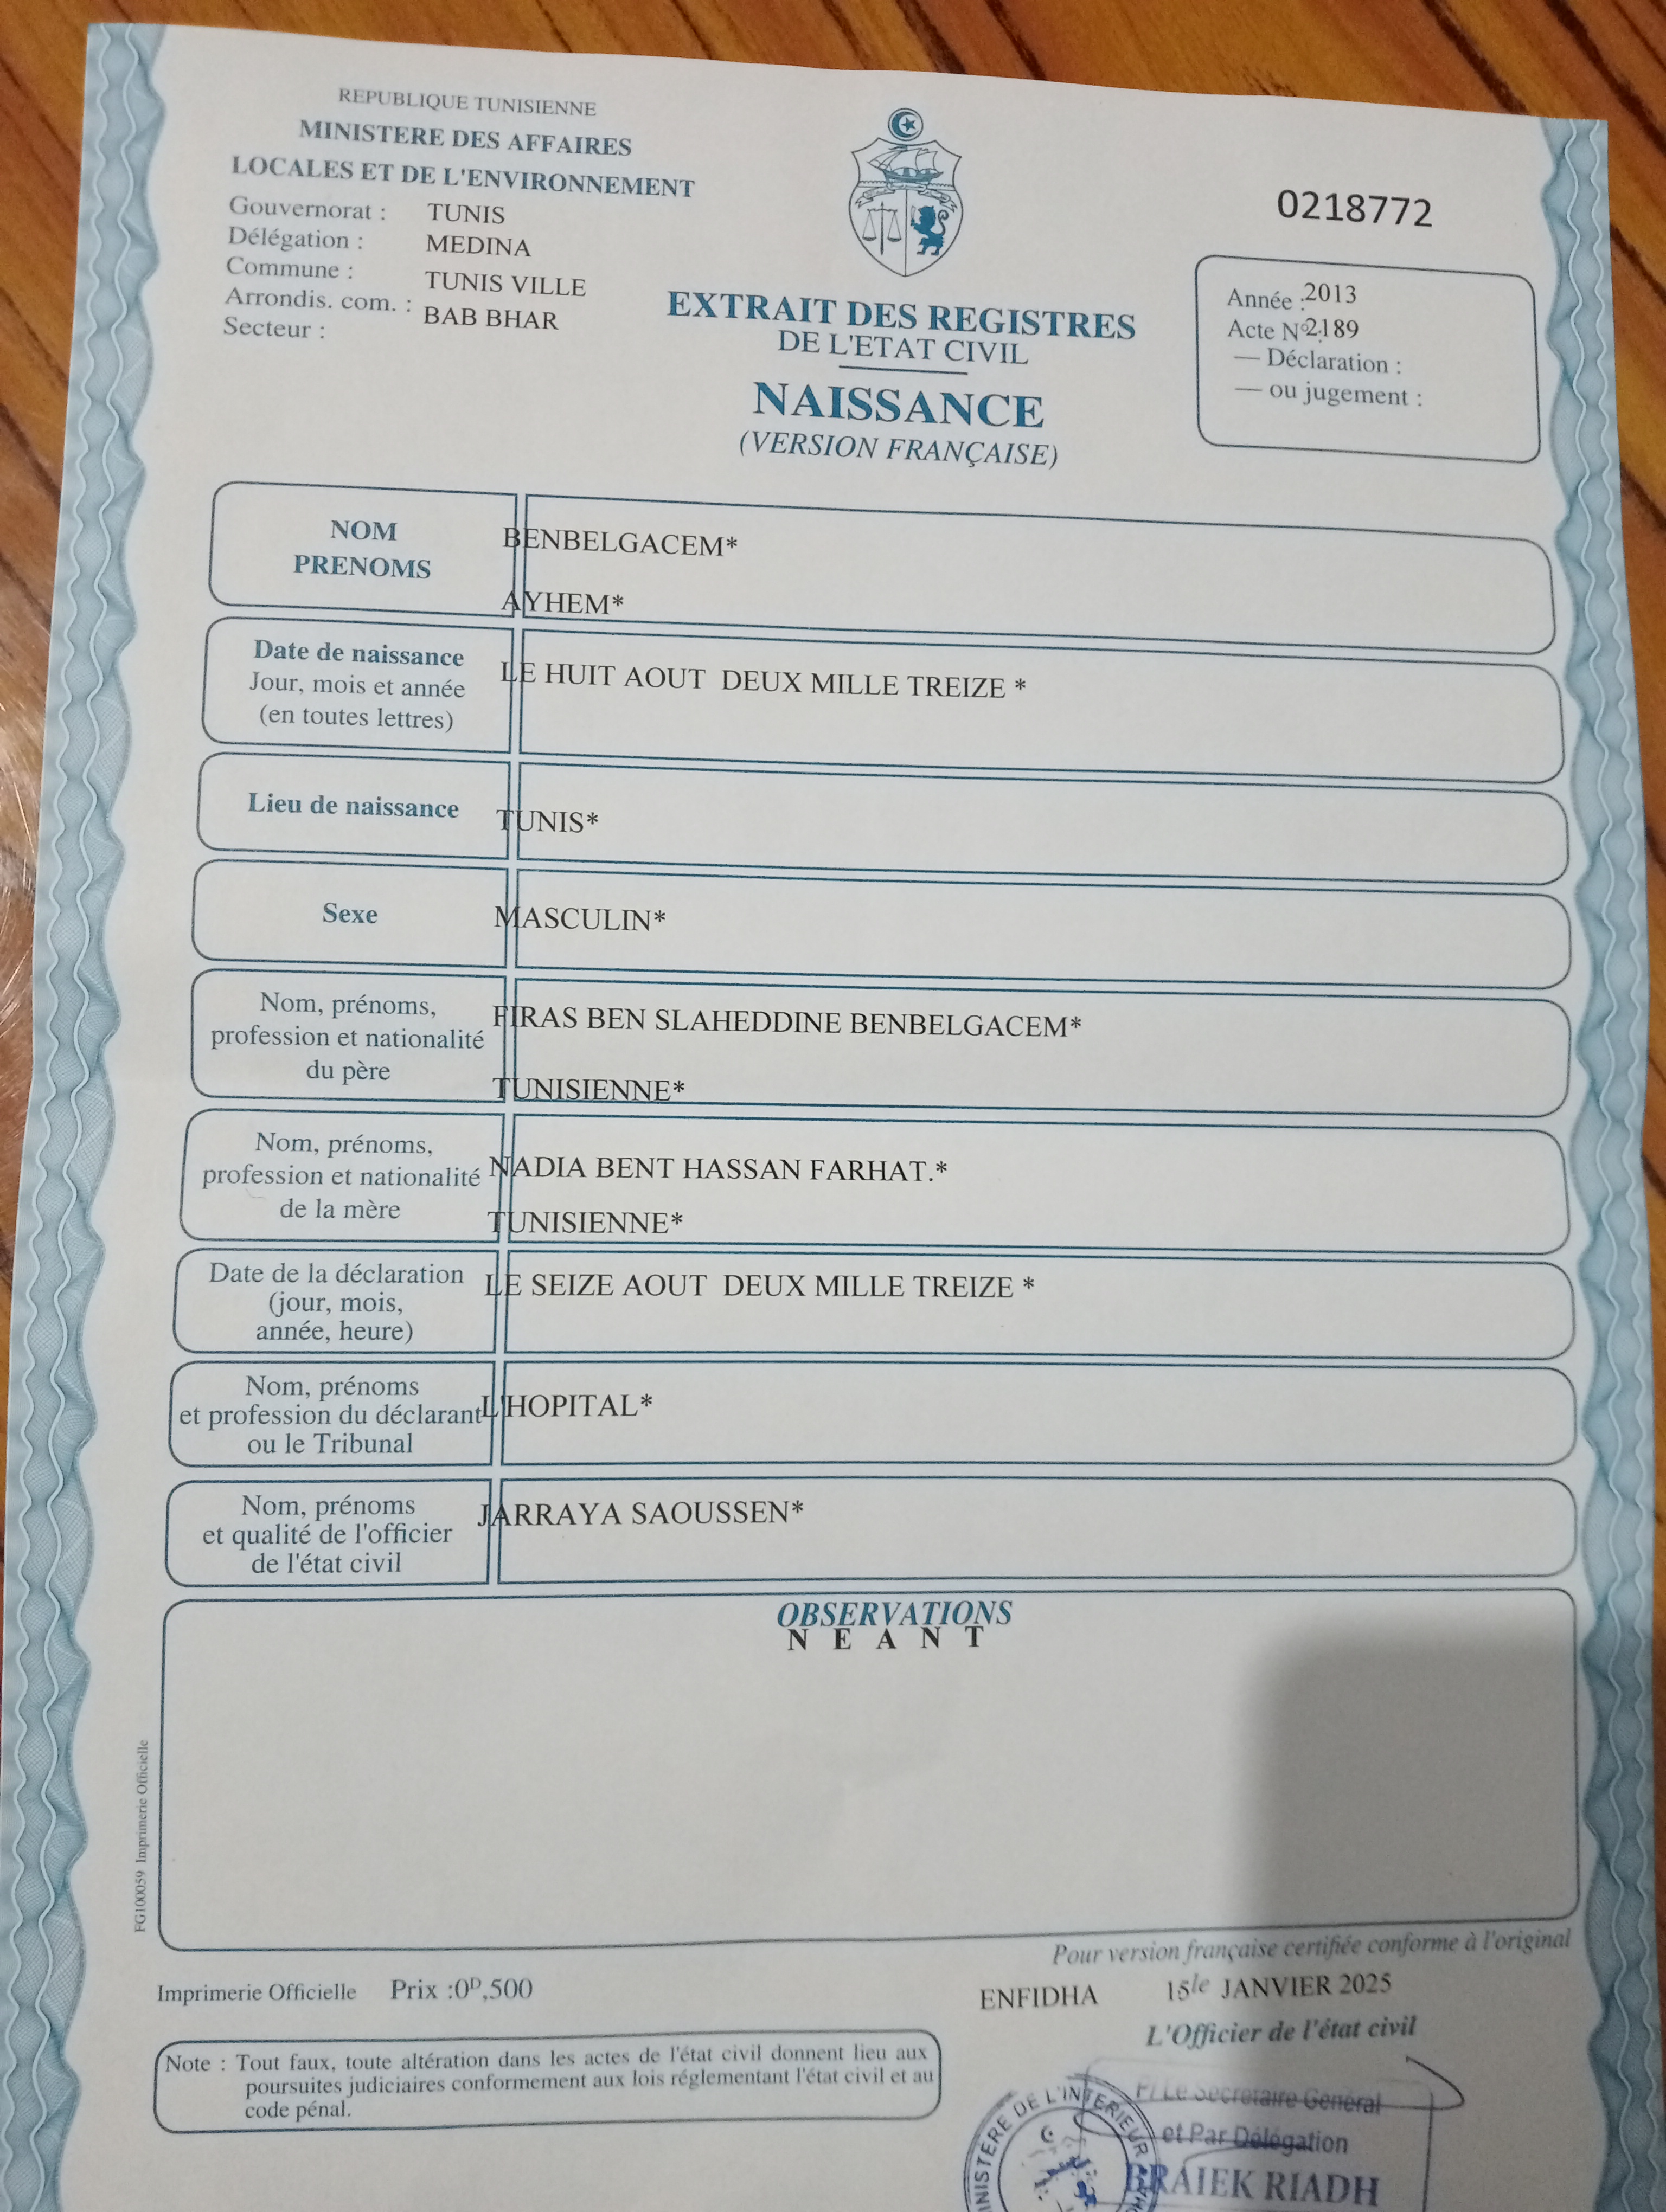 REPUBLIQUE TUNISIENNE
MINISTERE DES AFFAIRES
LOCALES ET DE L'ENVIRONNEMENT
Gouvernorat : TUNIS
Délégation : MEDINA
Commune : TUNIS VILLE
Arrondis. com. : BAB BHAR
Secteur :
EXTRAIT DES REGISTRES
DE L'ETAT CIVIL
NAISSANCE
(VERSION FRANÇAISE)
0218772
Année : 2013
Acte N° 2189
— Déclaration :
— ou jugement :
NOM
PRENOMS
BENBELGACEM*
AYHEM*
Date de naissance
Jour, mois et année
(en toutes lettres)
LE HUIT AOUT DEUX MILLE TREIZE *
Lieu de naissance
TUNIS*
Sexe
MASCULIN*
Nom, prénoms,
profession et nationalité
du père
FIRAS BEN SLAHEDDINE BENBELGACEM*
TUNISIENNE*
Nom, prénoms,
profession et nationalité
de la mère
NADIA BENT HASSAN FARHAT.*
TUNISIENNE*
Date de la déclaration
(jour, mois,
année, heure)
LE SEIZE AOUT DEUX MILLE TREIZE *
Nom, prénoms
et profession du déclarant
ou le Tribunal
L'HOPITAL*
Nom, prénoms
et qualité de l'officier
de l'état civil
JARRAYA SAOUSSEN*
OBSERVATIONS
N E A N T
FG100059 Imprimerie Officielle
Pour version française certifiée conforme à l'original
Imprimerie Officielle Prix :0D,500
ENFIDHA 15 le JANVIER 2025
L'Officier de l'état civil
Note : Tout faux, toute altération dans les actes de l'état civil donnent lieu aux
poursuites judiciaires conformement aux lois réglementant l'état civil et au
code pénal.
P/ Le Secretaire General
et Par Délégation
BRAIEK RIADH
MINISTÈRE DE L'INTERIEUR